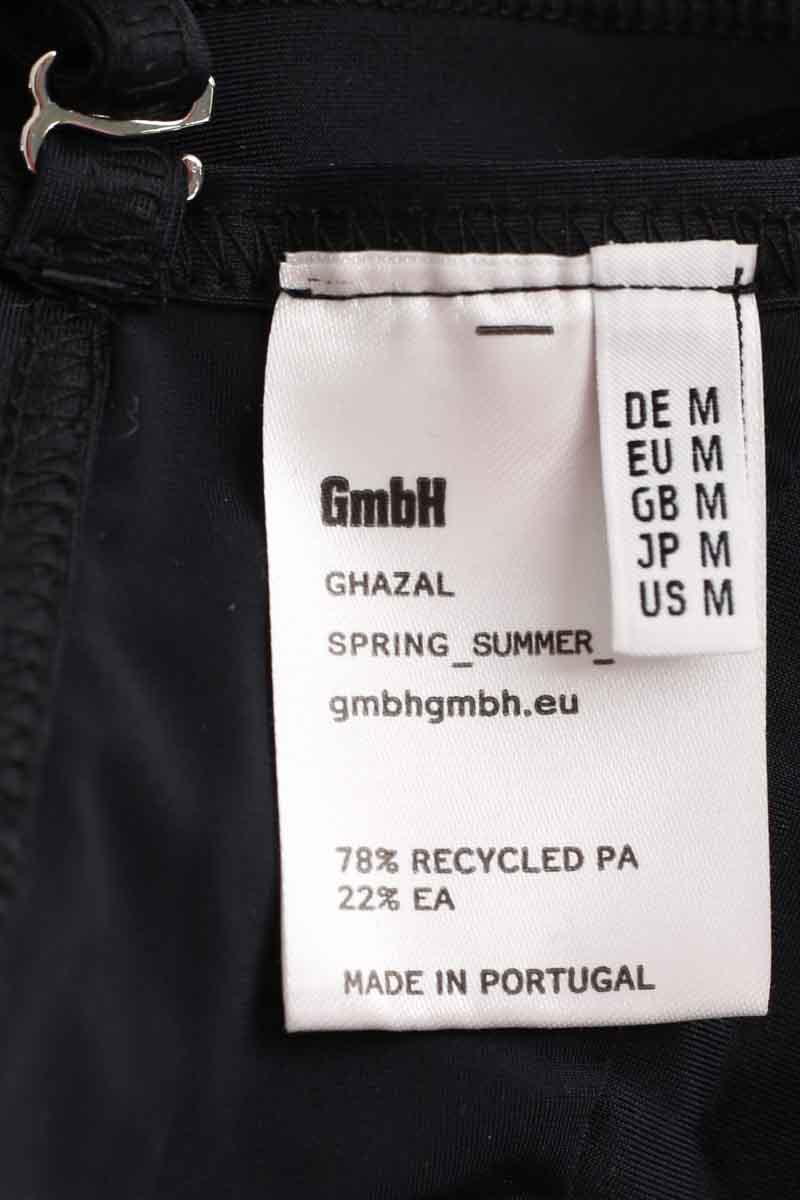 GmbH
GHAZAL
SPRING_SUMMER_
gmbhgmbh.eu
78% RECYCLED PA
22% EA
MADE IN PORTUGAL
DE M
EU M
GB M
JP M
US M